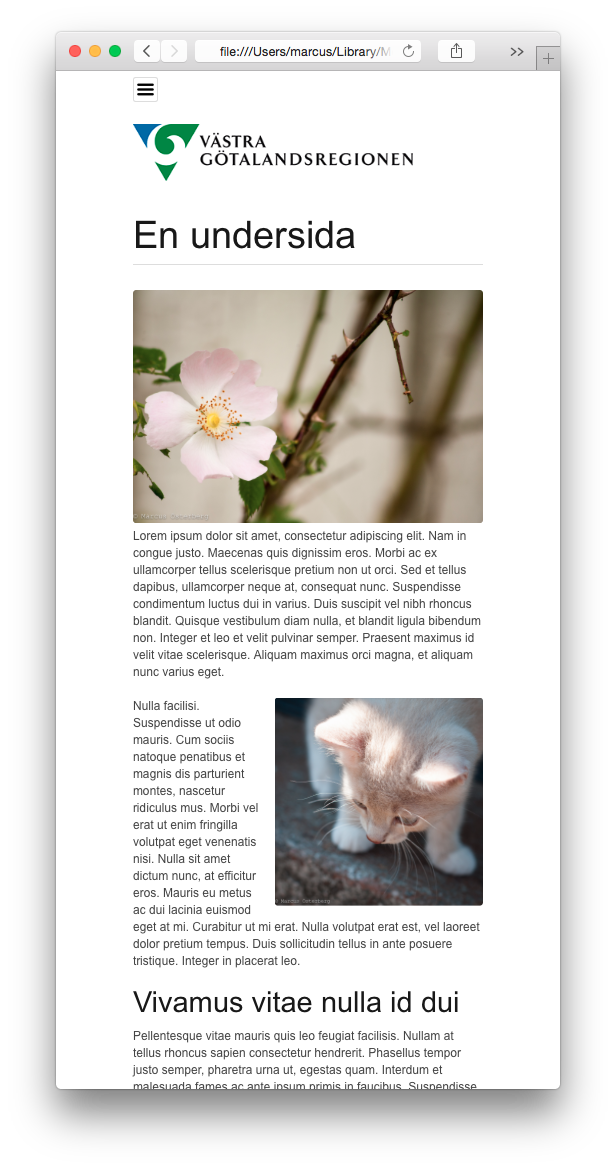 file:///Users/marcus/Library/M
VÄSTRA
GÖTALANDSREGIONEN
En undersida
© Marcus Österberg
Lorem ipsum dolor sit amet, consectetur adipiscing elit. Nam in
congue justo. Maecenas quis dignissim eros. Morbi ac ex
ullamcorper tellus scelerisque pretium non ut orci. Sed et tellus
dapibus, ullamcorper neque at, consequat nunc. Suspendisse
condimentum luctus dui in varius. Duis suscipit vel nibh rhoncus
blandit. Quisque vestibulum diam nulla, et blandit ligula bibendum
non. Integer et leo et velit pulvinar semper. Praesent maximus id
velit vitae scelerisque. Aliquam maximus orci magna, et aliquam
nunc varius eget.
Nulla facilisi.
Suspendisse ut odio
mauris. Cum sociis
natoque penatibus et
magnis dis parturient
montes, nascetur
ridiculus mus. Morbi vel
erat ut enim fringilla
volutpat eget venenatis
nisi. Nulla sit amet
dictum nunc, at efficitur
eros. Mauris eu metus
ac dui lacinia euismod
© Marcus Österberg
eget at mi. Curabitur ut mi erat. Nulla volutpat erat est, vel laoreet
dolor pretium tempus. Duis sollicitudin tellus in ante posuere
tristique. Integer in placerat leo.
Vivamus vitae nulla id dui
Pellentesque vitae mauris quis leo feugiat facilisis. Nullam at
tellus rhoncus sapien consectetur hendrerit. Phasellus tempor
justo semper, pharetra urna ut, egestas quam. Interdum et
malesuada fames ac ante ipsum primis in faucibus. Suspendisse